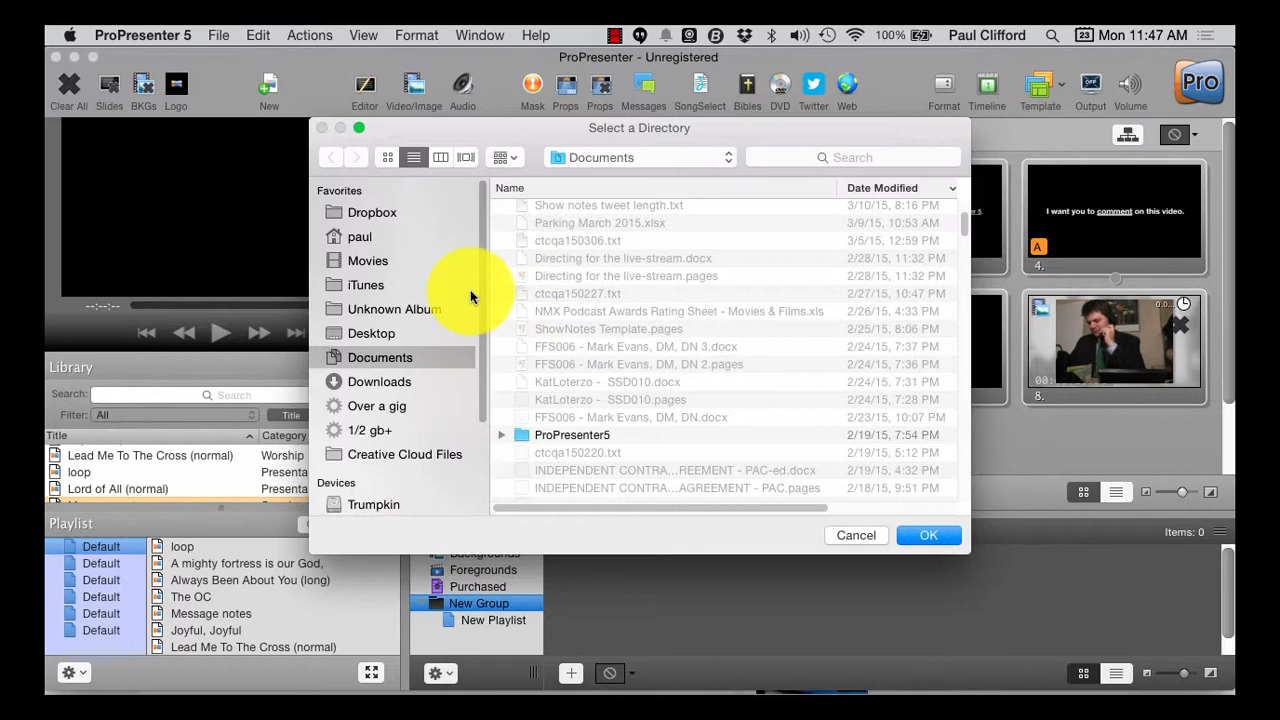 ProPresenter 5 File Edit Actions View Format Window Help 100% Paul Clifford 23 Mon 11:47 AM
ProPresenter - Unregistered
Clear All Slides BKGs Logo New Editor Video/Image Audio Mask Props Props Messages SongSelect Bibles DVD Twitter Web Format Timeline Template Output Volume
Pro
Select a Directory
Documents
Search
Favorites
Dropbox
paul
Movies
iTunes
Unknown Album
Desktop
Documents
Downloads
Over a gig
1/2 gb+
Creative Cloud Files
Devices
Trumpkin
Name Date Modified
Show notes tweet length.txt 3/10/15, 8:16 PM
Parking March 2015.xlsx 3/9/15, 10:53 AM
ctcqa150306.txt 3/5/15, 12:59 PM
Directing for the live-stream.docx 2/28/15, 11:32 PM
Directing for the live-stream.pages 2/28/15, 11:32 PM
ctcqa150227.txt 2/27/15, 10:47 PM
NMX Podcast Awards Rating Sheet - Movies & Films.xls 2/26/15, 4:43 PM
ShowNotes Template.pages 2/25/15, 8:06 PM
FFS006 - Mark Evans, DM, DN 3.docx 2/24/15, 7:37 PM
FFS006 - Mark Evans, DM, DN 2.pages 2/24/15, 7:36 PM
KatLoterzo - SSD010.docx 2/24/15, 7:31 PM
KatLoterzo - SSD010.pages 2/24/15, 7:28 PM
FFS006 - Mark Evans, DM, DN.docx 2/23/15, 10:07 PM
ProPresenter5 2/19/15, 7:54 PM
ctcqa150220.txt 2/19/15, 5:12 PM
INDEPENDENT CONTRA...REEMENT - PAC-ed.docx 2/19/15, 4:32 PM
INDEPENDENT CONTRA...AGREEMENT - PAC.pages 2/18/15, 9:51 PM
Cancel OK
I want you to comment on this video.
A
4.
8.
--:--:--
Library
Search: Search
Filter: All Title
Title Category
Lead Me To The Cross (normal) Worship
loop Presenta
Lord of All (normal) Presenta
Playlist
Default loop
Default A mighty fortress is our God,
Default Always Been About You (long)
Default The OC
Default Message notes
Default Joyful, Joyful
Lead Me To The Cross (normal)
Backgrounds
Foregrounds
Purchased
New Group
New Playlist
Items: 0